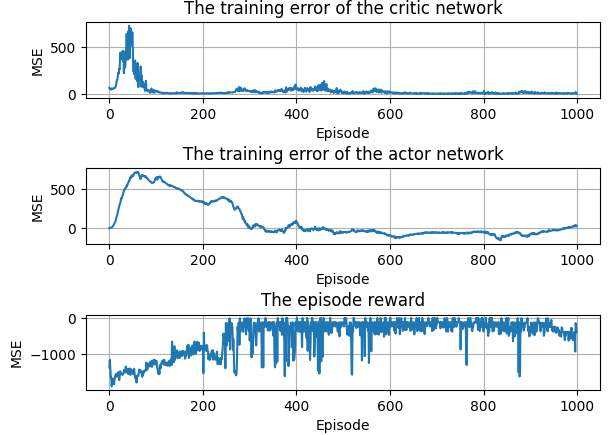 The training error of the critic network
500
0
MSE
0 200 400 600 800 1000
Episode
The training error of the actor network
500
0
MSE
0 200 400 600 800 1000
Episode
The episode reward
0
−1000
MSE
0 200 400 600 800 1000
Episode